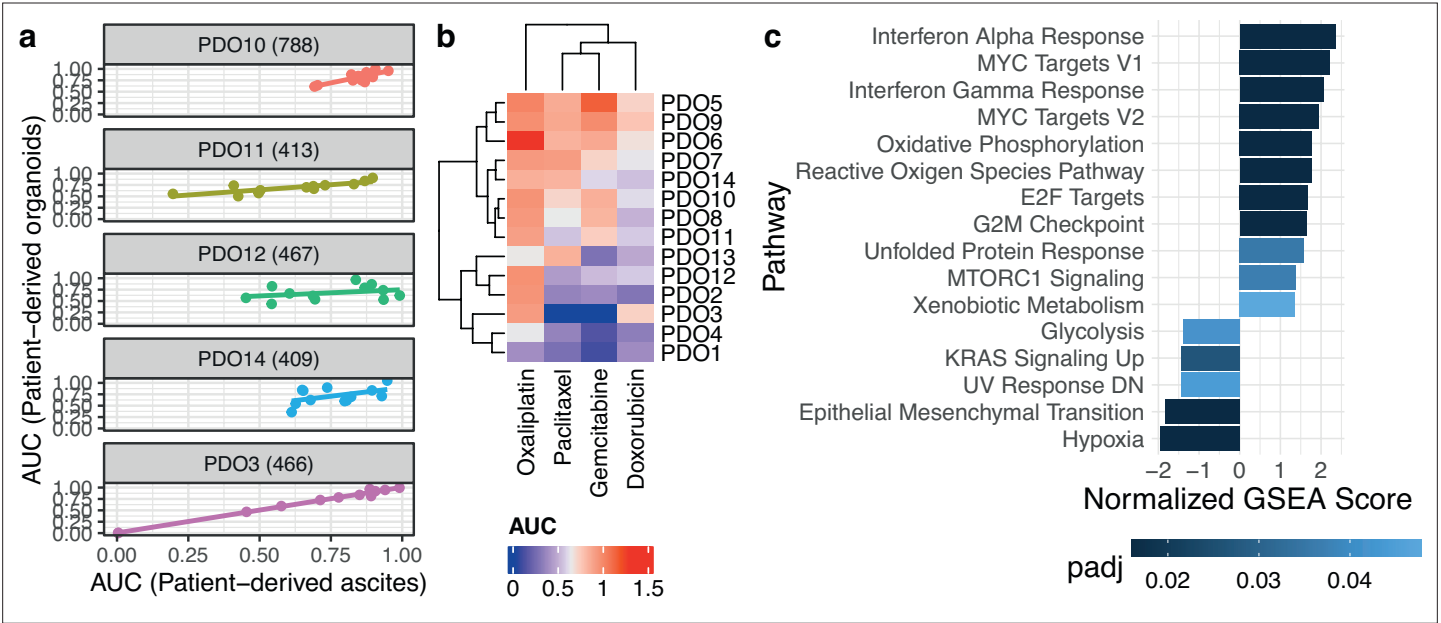 a
PDO10 (788)
1.00
0.75
0.50
0.25
0.00
PDO11 (413)
1.00
0.75
0.50
0.25
0.00
PDO12 (467)
1.00
0.75
0.50
0.25
0.00
PDO14 (409)
1.00
0.75
0.50
0.25
0.00
PDO3 (466)
1.00
0.75
0.50
0.25
0.00
0.00 0.25 0.50 0.75 1.00
AUC (Patient–derived ascites)
AUC (Patient–derived organoids)
b
PDO5
PDO9
PDO6
PDO7
PDO14
PDO10
PDO8
PDO11
PDO13
PDO12
PDO2
PDO3
PDO4
PDO1
Oxaliplatin
Paclitaxel
Gemcitabine
Doxorubicin
AUC
0 0.5 1 1.5
c
Pathway
Interferon Alpha Response
MYC Targets V1
Interferon Gamma Response
MYC Targets V2
Oxidative Phosphorylation
Reactive Oxigen Species Pathway
E2F Targets
G2M Checkpoint
Unfolded Protein Response
MTORC1 Signaling
Xenobiotic Metabolism
Glycolysis
KRAS Signaling Up
UV Response DN
Epithelial Mesenchymal Transition
Hypoxia
−2 −1 0 1 2
Normalized GSEA Score
padj
0.02 0.03 0.04